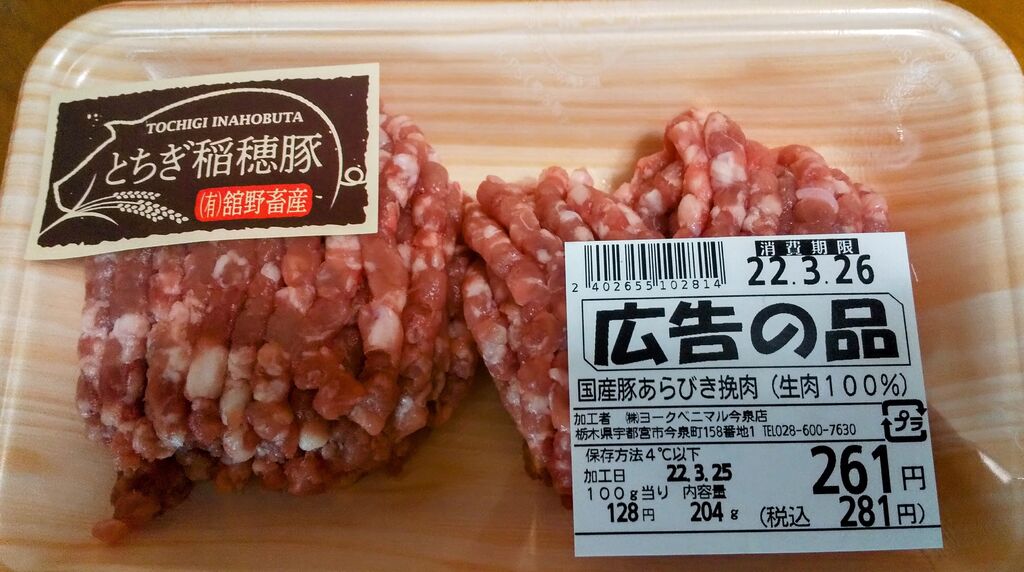 TOCHIGI INAHOBUTA
とちぎ稲穂豚
(有)舘野畜産
消費期限
22.3.26
2 402655 102814
広告の品
国産豚あらびき挽肉(生肉100%)
加工者 ㈱ヨークベニマル今泉店
栃木県宇都宮市今泉町158番地1 TEL028-600-7630
プラ
保存方法4℃以下
加工日 22.3.25
261円
100g当り 内容量
128円 204g (税込 281円)